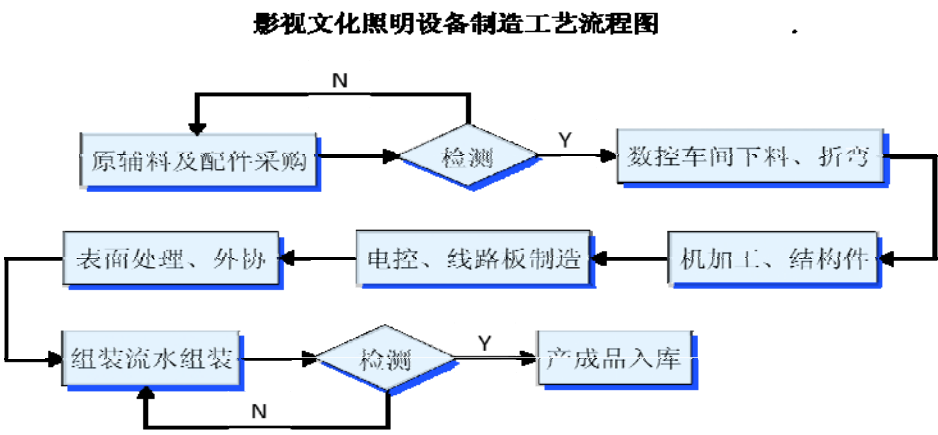 影视文化照明设备制造工艺流程图
N
原辅料及配件采购
检测
Y
数控车间下料、折弯
表面处理、外协
电控、线路板制造
机加工、结构件
组装流水组装
检测
Y
产成品入库
N